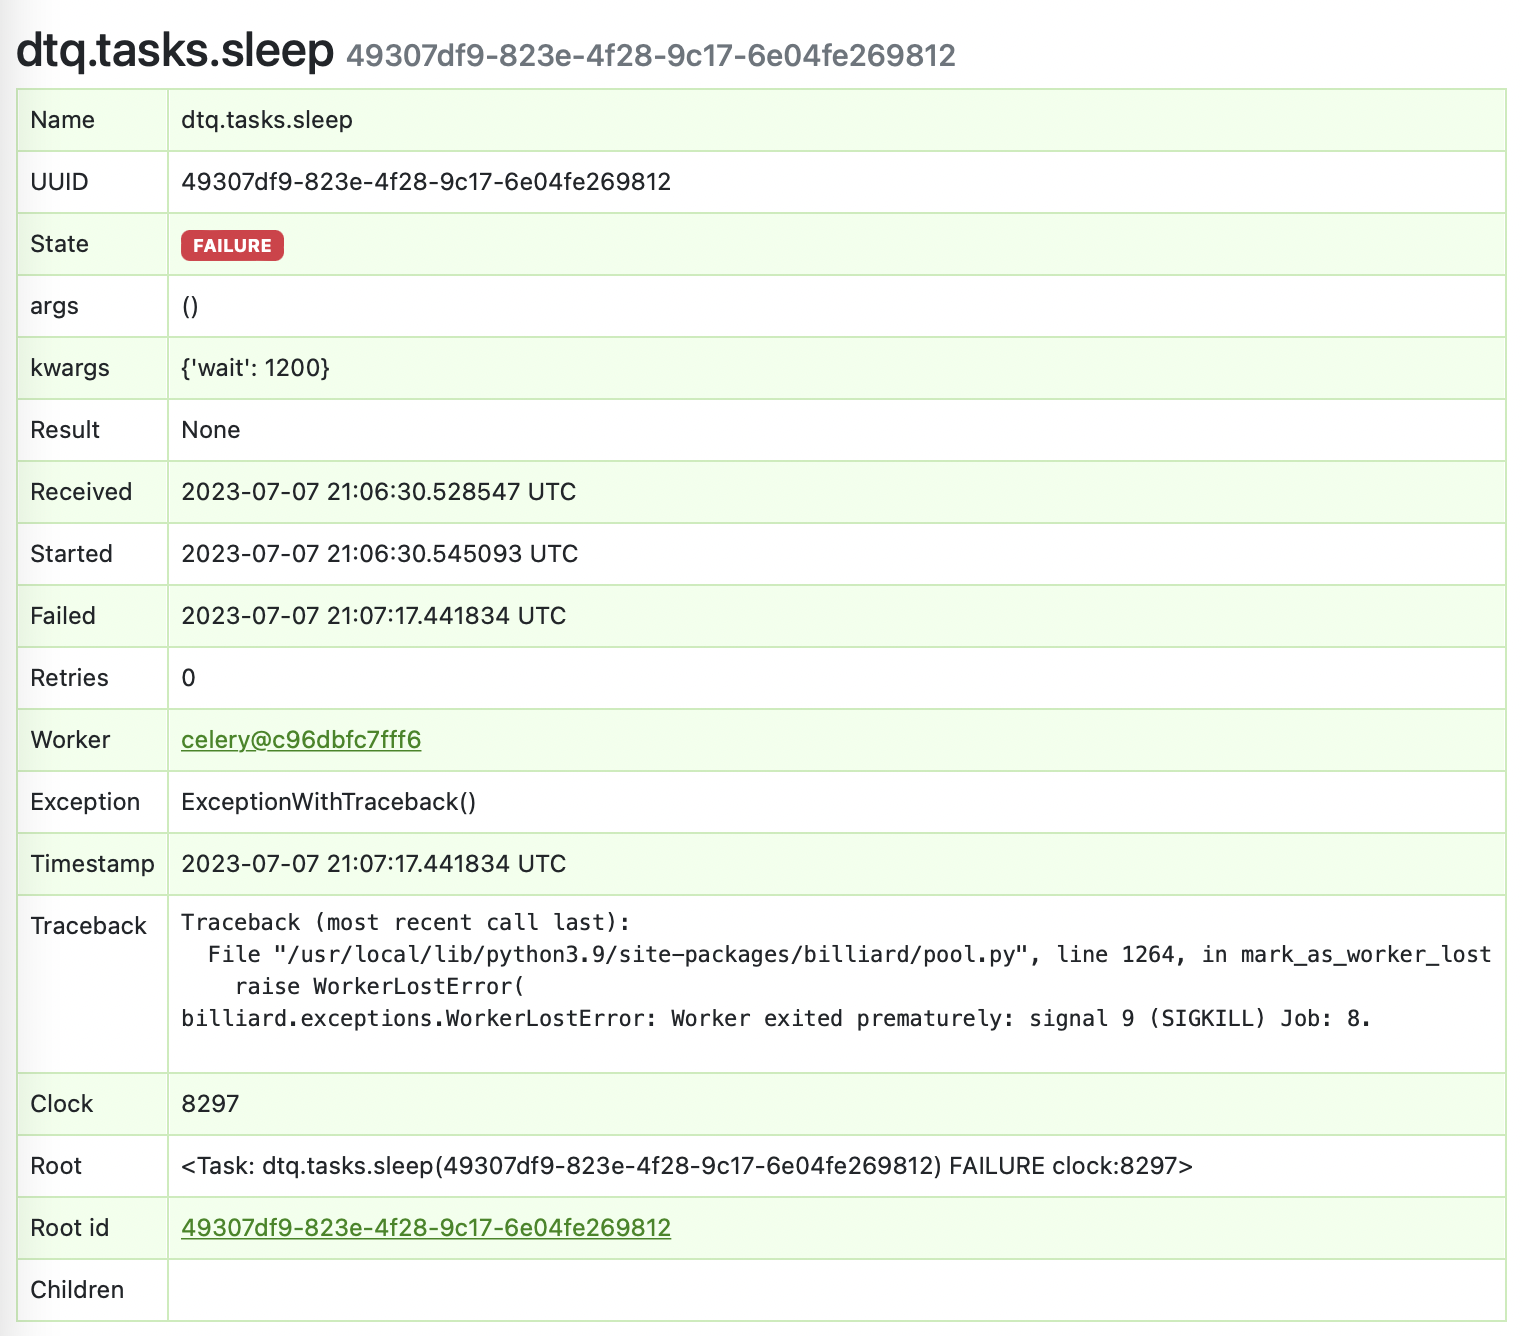 dtq.tasks.sleep 49307df9-823e-4f28-9c17-6e04fe269812
Name dtq.tasks.sleep
UUID 49307df9-823e-4f28-9c17-6e04fe269812
State FAILURE
args ()
kwargs {'wait': 1200}
Result None
Received 2023-07-07 21:06:30.528547 UTC
Started 2023-07-07 21:06:30.545093 UTC
Failed 2023-07-07 21:07:17.441834 UTC
Retries 0
Worker celery@c96dbfc7fff6
Exception ExceptionWithTraceback()
Timestamp 2023-07-07 21:07:17.441834 UTC
Traceback Traceback (most recent call last):
File "/usr/local/lib/python3.9/site-packages/billiard/pool.py", line 1264, in mark_as_worker_lost
raise WorkerLostError(
billiard.exceptions.WorkerLostError: Worker exited prematurely: signal 9 (SIGKILL) Job: 8.
Clock 8297
Root <Task: dtq.tasks.sleep(49307df9-823e-4f28-9c17-6e04fe269812) FAILURE clock:8297>
Root id 49307df9-823e-4f28-9c17-6e04fe269812
Children